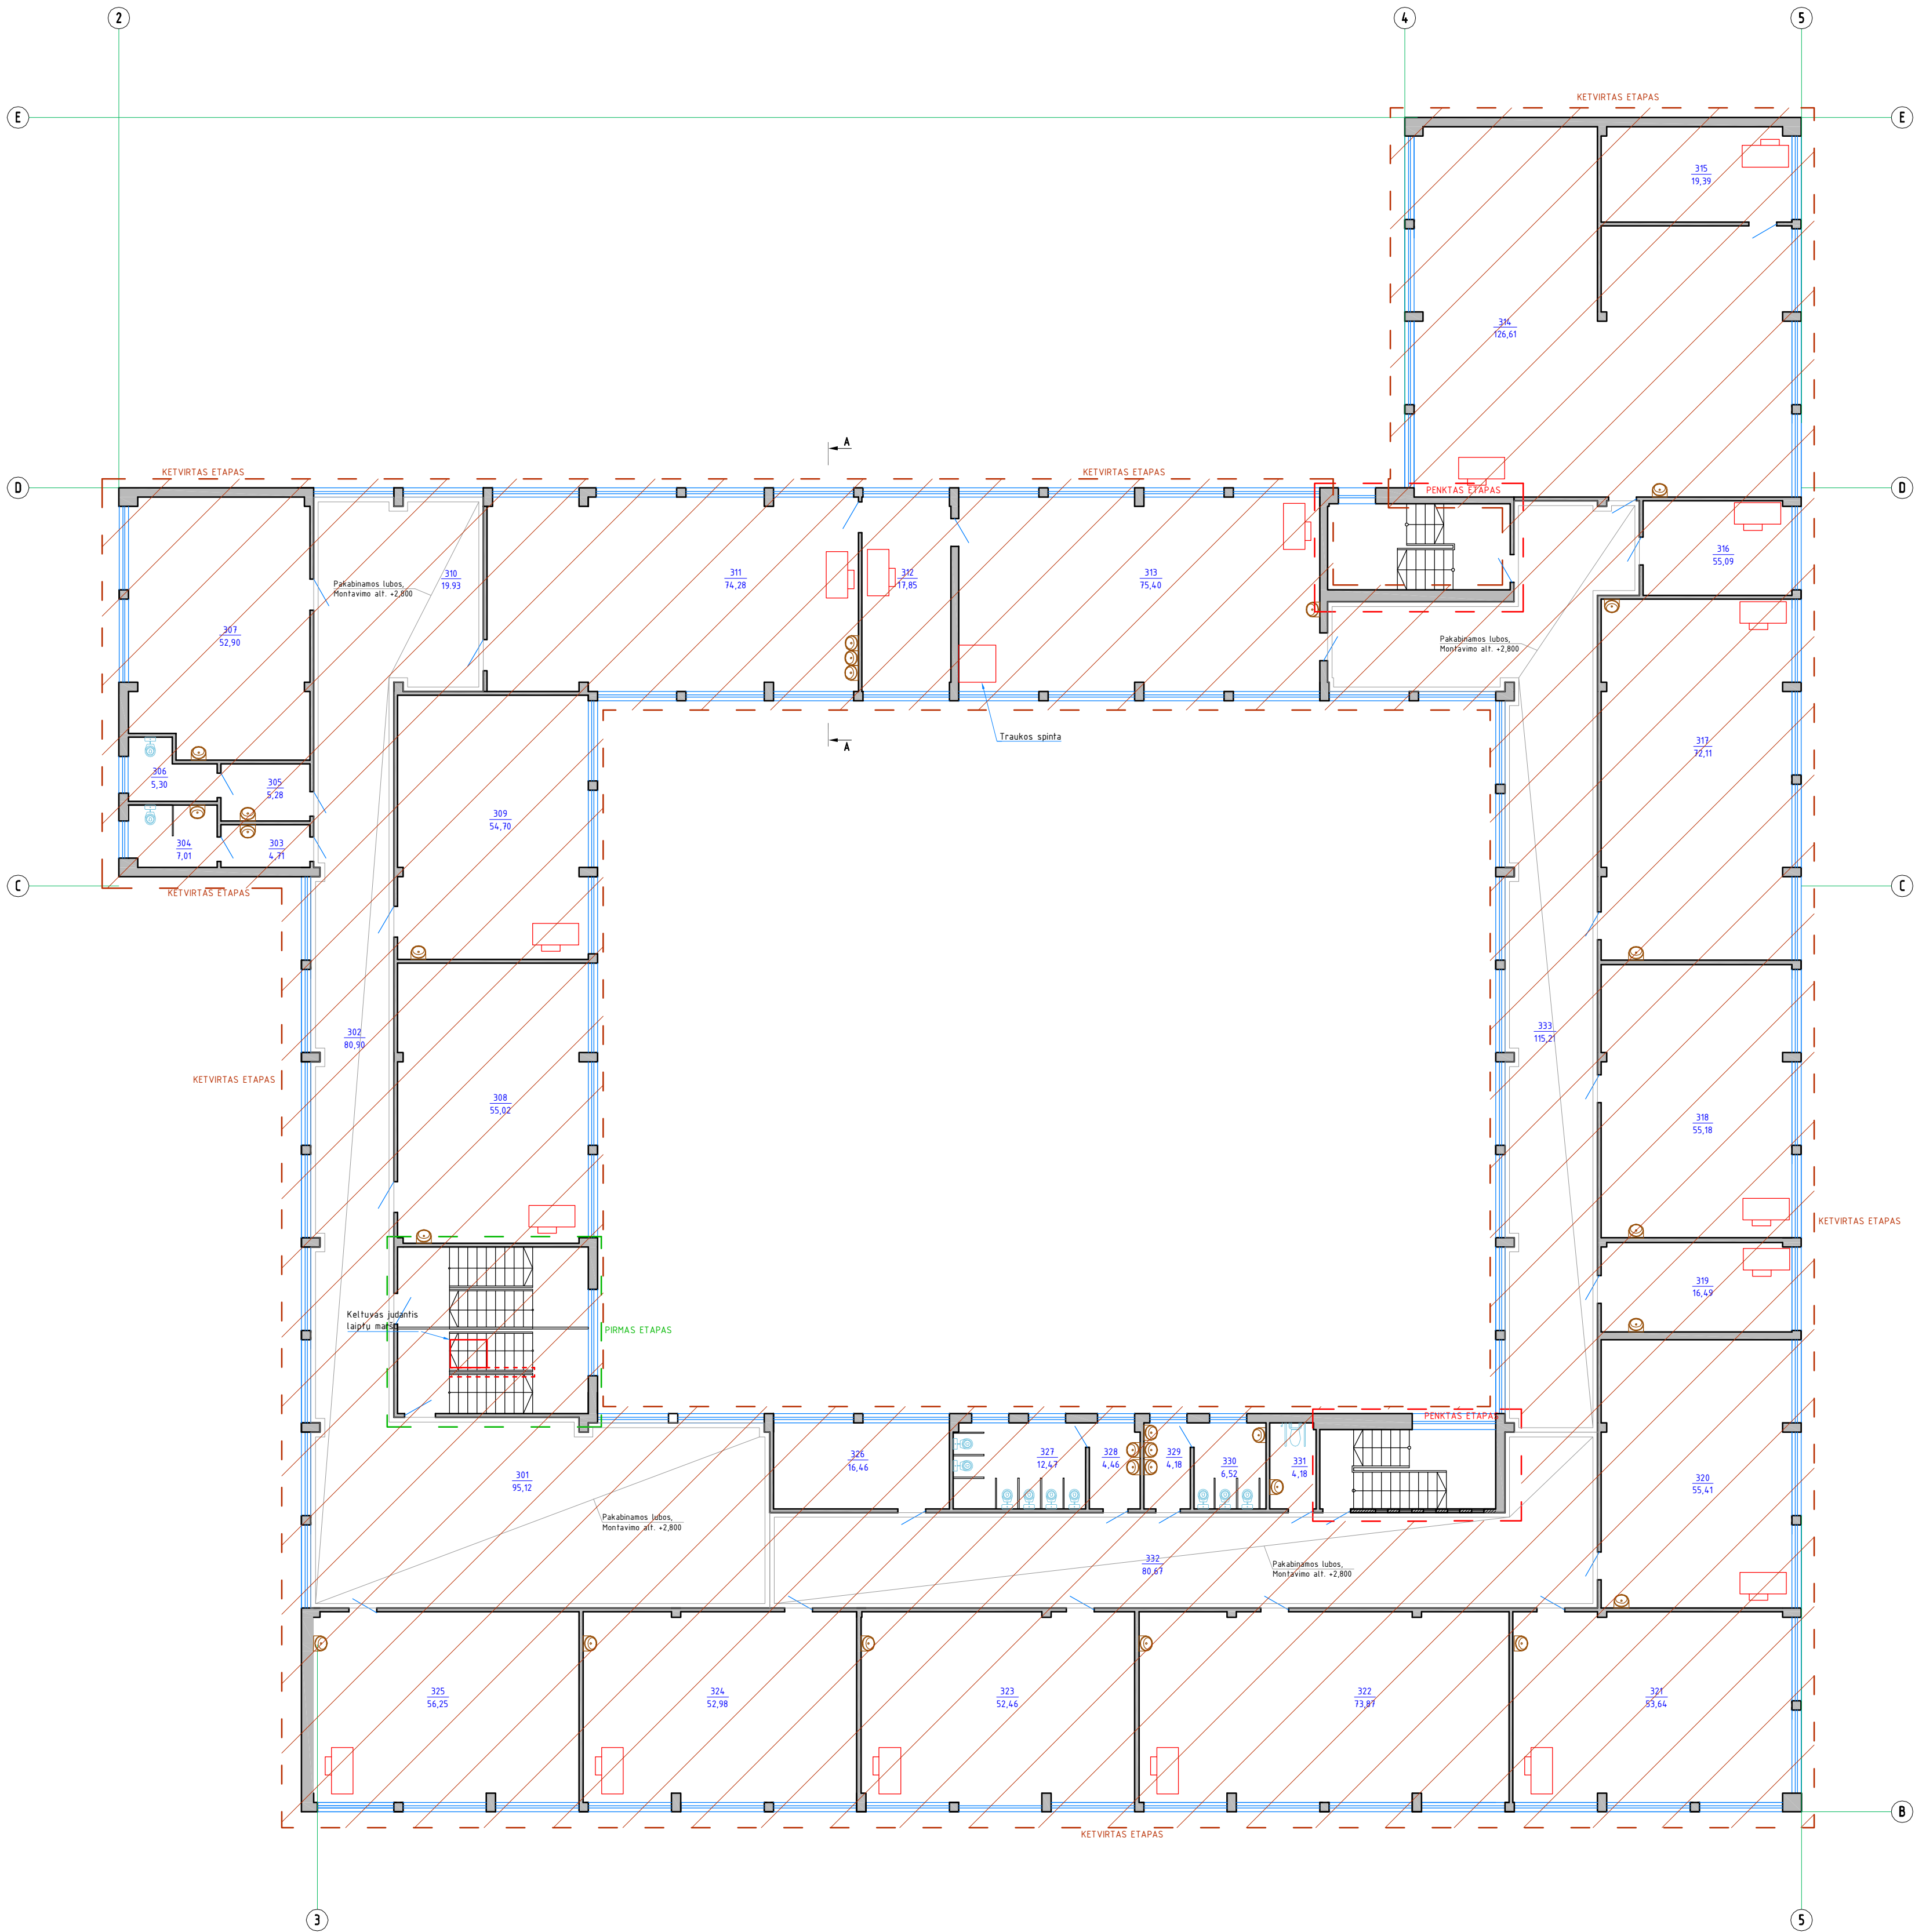 2
4
5
E
KETVIRTAS ETAPAS
E
315
19,39
314
126,61
A
KETVIRTAS ETAPAS
KETVIRTAS ETAPAS
D
PENKTAS ETAPAS
D
310
19.93
311
74,28
312
17,85
313
75,40
316
55,09
Pakabinamos lubos,
Montavimo alt. +2,800
307
52,90
Pakabinamos lubos,
Montavimo alt. +2,800
Traukos spinta
A
317
72,11
306
5,30
305
5,28
309
54,70
304
7,01
303
4,71
C
KETVIRTAS ETAPAS
C
302
80,90
333
115,21
KETVIRTAS ETAPAS
308
55,02
318
55,18
KETVIRTAS ETAPAS
319
16,49
Keltuvas judantis
laiptų maršu
PIRMAS ETAPAS
PENKTAS ETAPAS
326
16,46
327
12,47
328
4,46
329
4,18
330
6,52
331
4,18
301
95,12
320
55,41
Pakabinamos lubos,
Montavimo alt. +2,800
332
80,67
Pakabinamos lubos,
Montavimo alt. +2,800
325
56,25
324
52,98
323
52,46
322
73,87
321
53,64
B
KETVIRTAS ETAPAS
3
5